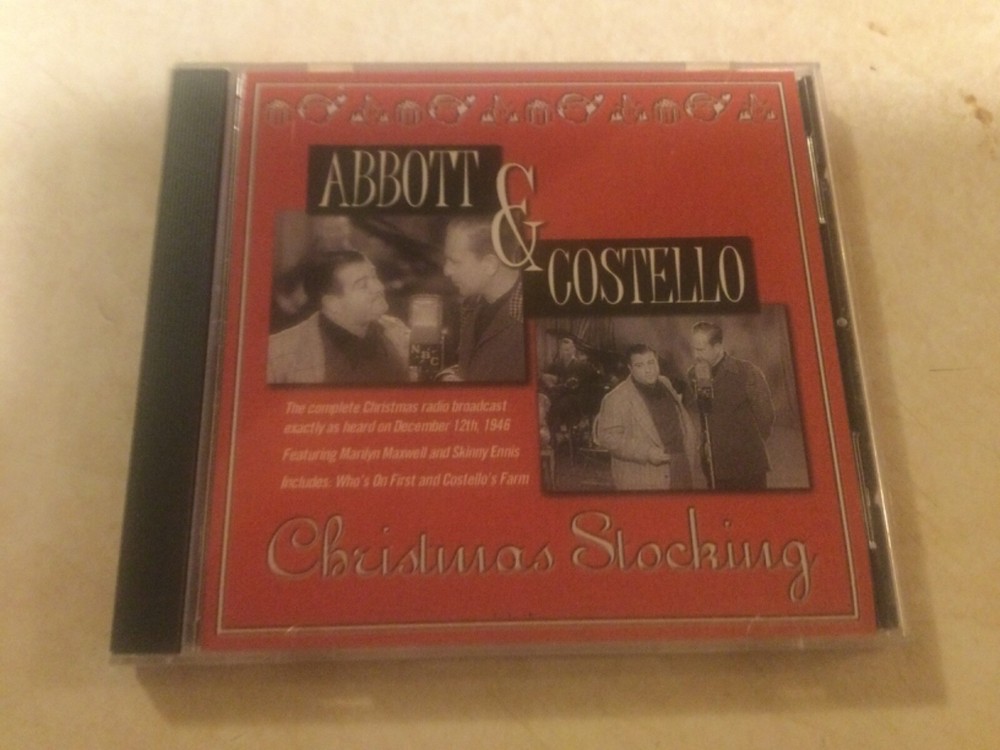 ABBOTT
&
COSTELLO
NBC
The complete Christmas radio broadcast
exactly as heard on December 12th, 1946
Featuring Marilyn Maxwell and Skinny Ennis
Includes: Who's On First and Costello's Farm
Christmas Stocking